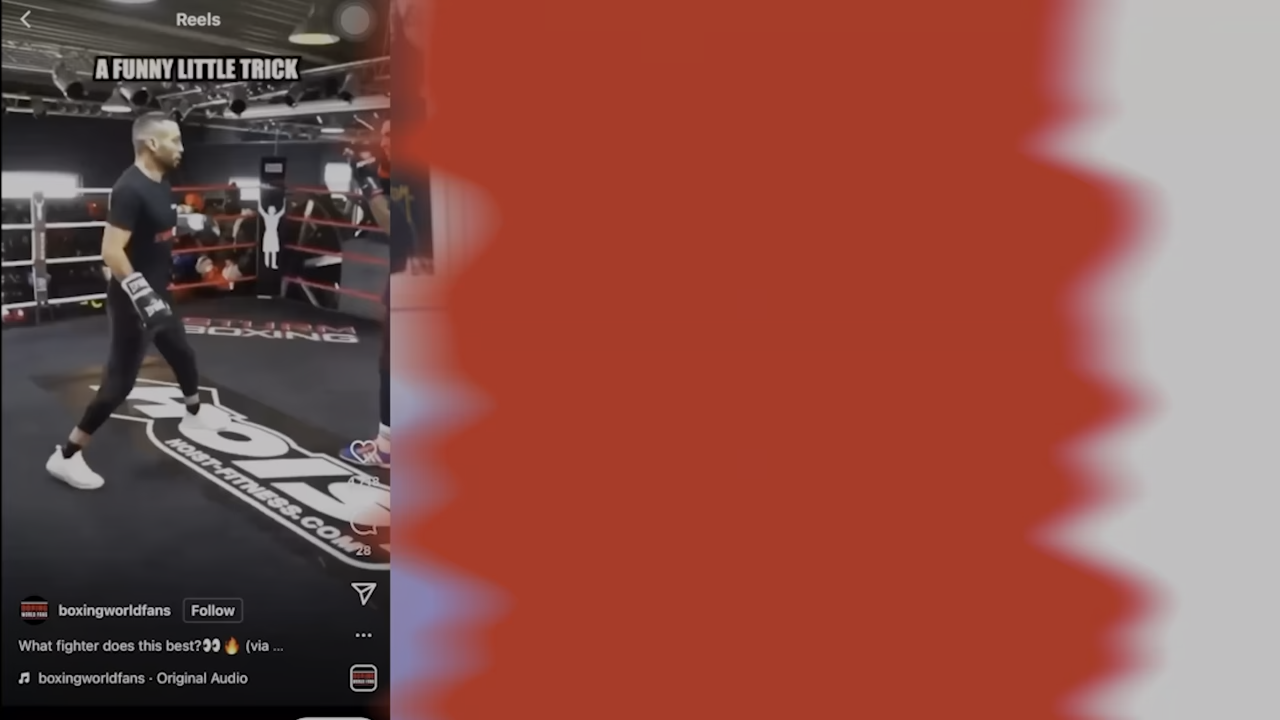 Reels
A FUNNY LITTLE TRICK
BOXING
HOIST-FITNESS.COM
28
boxingworldfans Follow
What fighter does this best?👀🔥 (via ...
boxingworldfans · Original Audio